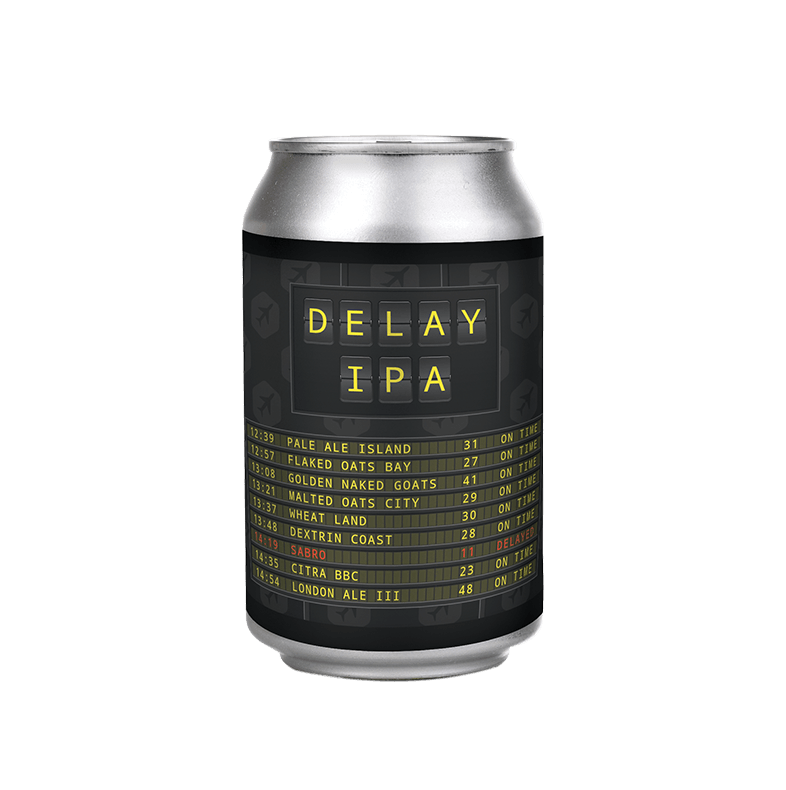 DELAY
IPA
12:39 PALE ALE ISLAND 31 ON TIME
12:57 FLAKED OATS BAY 27 ON TIME
13:08 GOLDEN NAKED GOATS 41 ON TIME
13:21 MALTED OATS CITY 29 ON TIME
13:37 WHEAT LAND 30 ON TIME
13:48 DEXTRIN COAST 28 ON TIME
14:19 SABRO 11 DELAYED
14:35 CITRA BBC 23 ON TIME
14:54 LONDON ALE III 48 ON TIME